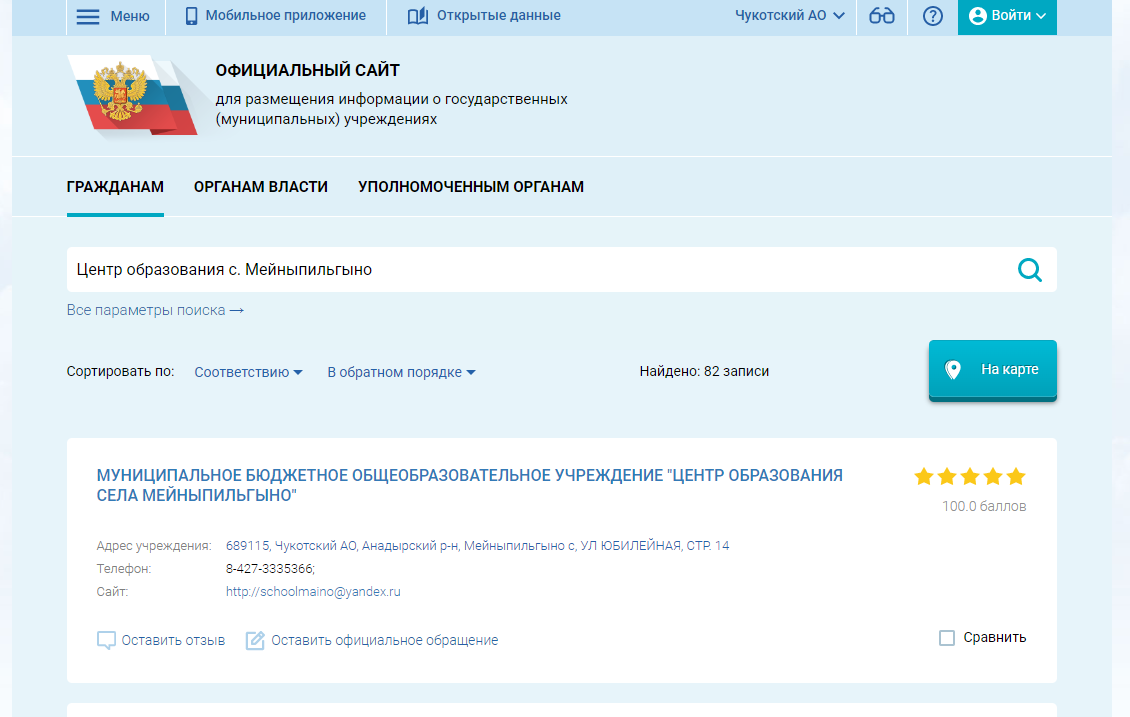 Меню Мобильное приложение Открытые данные Чукотский АО Войти
ОФИЦИАЛЬНЫЙ САЙТ
для размещения информации о государственных
(муниципальных) учреждениях
ГРАЖДАНАМ ОРГАНАМ ВЛАСТИ УПОЛНОМОЧЕННЫМ ОРГАНАМ
Центр образования с. Мейныпильгыно
Все параметры поиска →
Сортировать по: Соответствию В обратном порядке Найдено: 82 записи На карте
МУНИЦИПАЛЬНОЕ БЮДЖЕТНОЕ ОБЩЕОБРАЗОВАТЕЛЬНОЕ УЧРЕЖДЕНИЕ "ЦЕНТР ОБРАЗОВАНИЯ
СЕЛА МЕЙНЫПИЛЬГЫНО"
100.0 баллов
Адрес учреждения: 689115, Чукотский АО, Анадырский р-н, Мейныпильгыно с, УЛ ЮБИЛЕЙНАЯ, СТР. 14
Телефон: 8-427-3335366;
Сайт: http://schoolmaino@yandex.ru
Оставить отзыв Оставить официальное обращение Сравнить